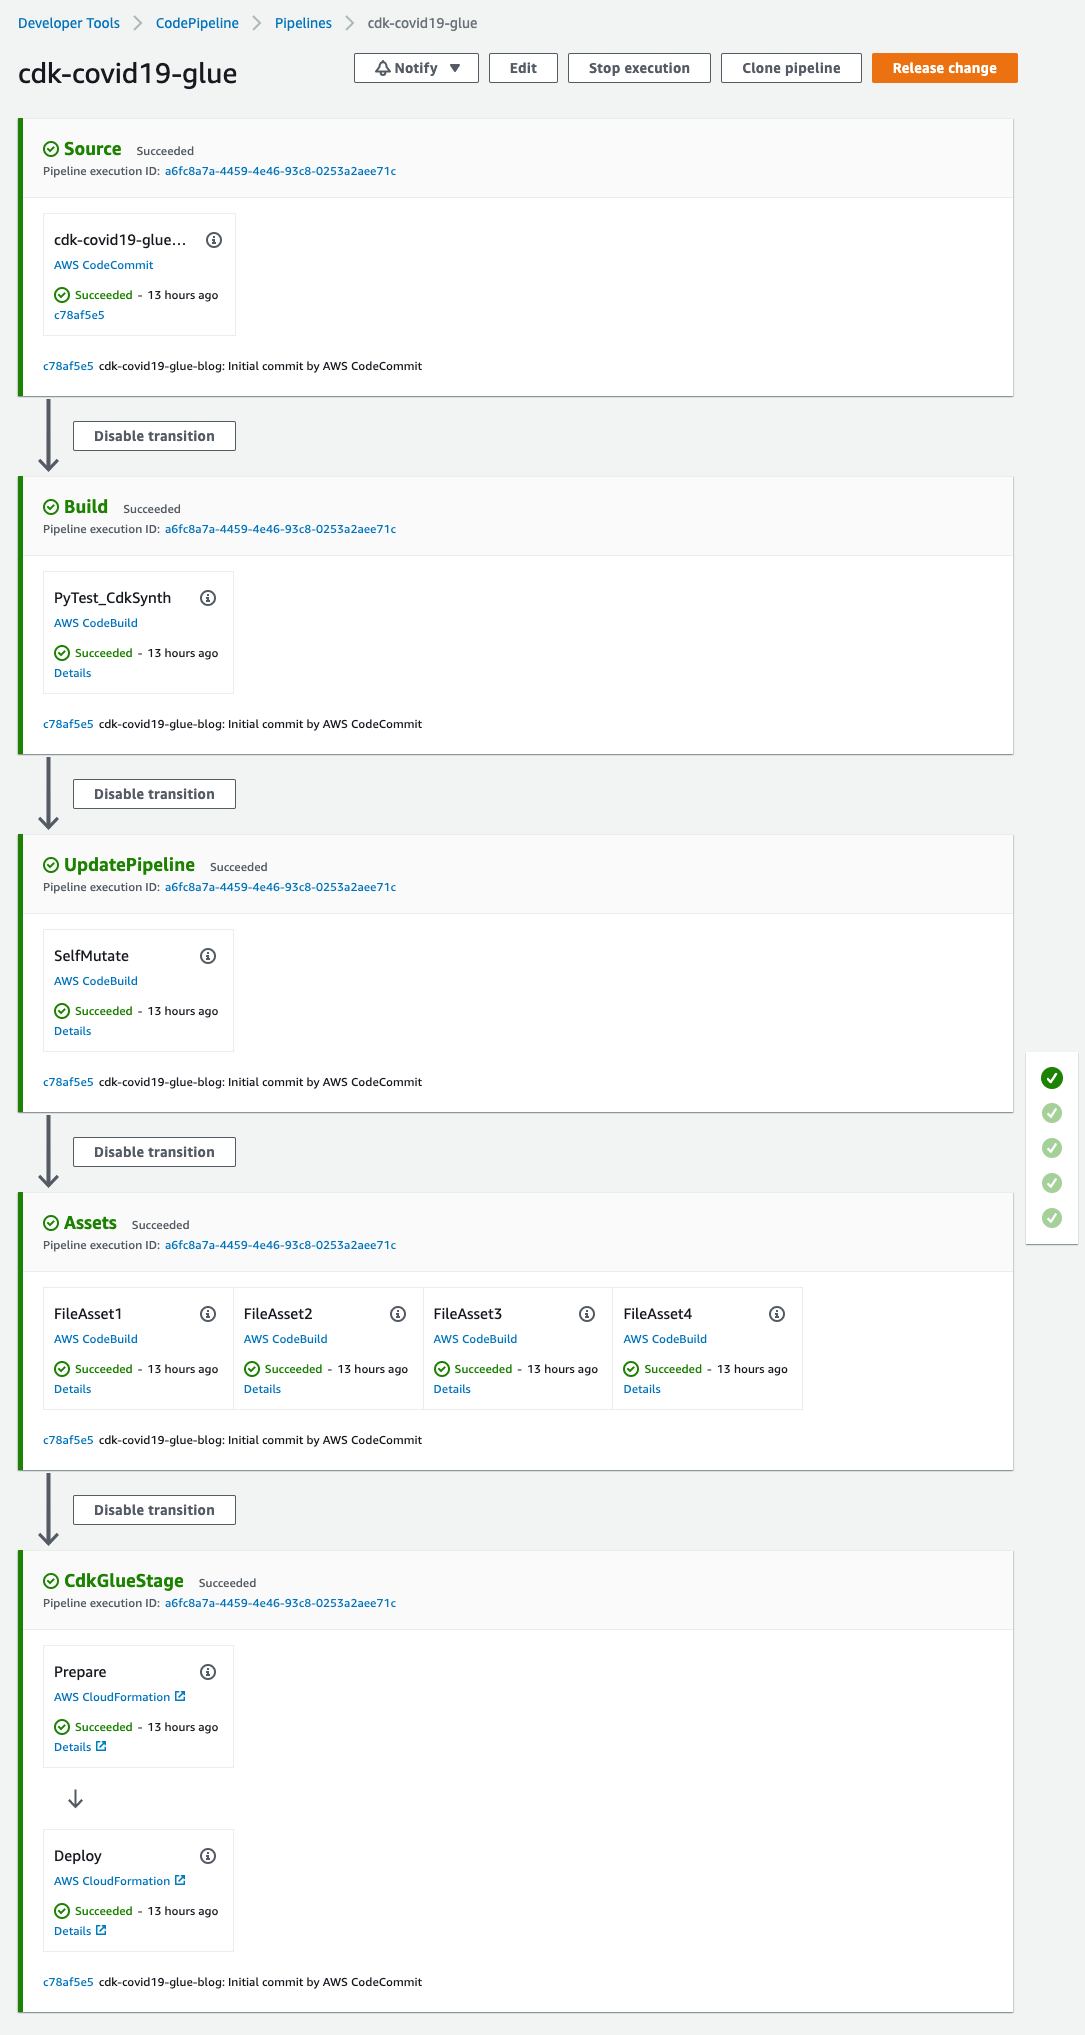 Developer Tools > CodePipeline > Pipelines > cdk-covid19-glue
cdk-covid19-glue Notify ▼ Edit Stop execution Clone pipeline Release change
Source Succeeded
Pipeline execution ID: a6fc8a7a-4459-4e46-93c8-0253a2aee71c
cdk-covid19-glue...
AWS CodeCommit
Succeeded - 13 hours ago
c78af5e5
c78af5e5 cdk-covid19-glue-blog: Initial commit by AWS CodeCommit
Disable transition
Build Succeeded
Pipeline execution ID: a6fc8a7a-4459-4e46-93c8-0253a2aee71c
PyTest_CdkSynth
AWS CodeBuild
Succeeded - 13 hours ago
Details
c78af5e5 cdk-covid19-glue-blog: Initial commit by AWS CodeCommit
Disable transition
UpdatePipeline Succeeded
Pipeline execution ID: a6fc8a7a-4459-4e46-93c8-0253a2aee71c
SelfMutate
AWS CodeBuild
Succeeded - 13 hours ago
Details
c78af5e5 cdk-covid19-glue-blog: Initial commit by AWS CodeCommit
Disable transition
Assets Succeeded
Pipeline execution ID: a6fc8a7a-4459-4e46-93c8-0253a2aee71c
FileAsset1 FileAsset2 FileAsset3 FileAsset4
AWS CodeBuild AWS CodeBuild AWS CodeBuild AWS CodeBuild
Succeeded - 13 hours ago Succeeded - 13 hours ago Succeeded - 13 hours ago Succeeded - 13 hours ago
Details Details Details Details
c78af5e5 cdk-covid19-glue-blog: Initial commit by AWS CodeCommit
Disable transition
CdkGlueStage Succeeded
Pipeline execution ID: a6fc8a7a-4459-4e46-93c8-0253a2aee71c
Prepare
AWS CloudFormation
Succeeded - 13 hours ago
Details
Deploy
AWS CloudFormation
Succeeded - 13 hours ago
Details
c78af5e5 cdk-covid19-glue-blog: Initial commit by AWS CodeCommit